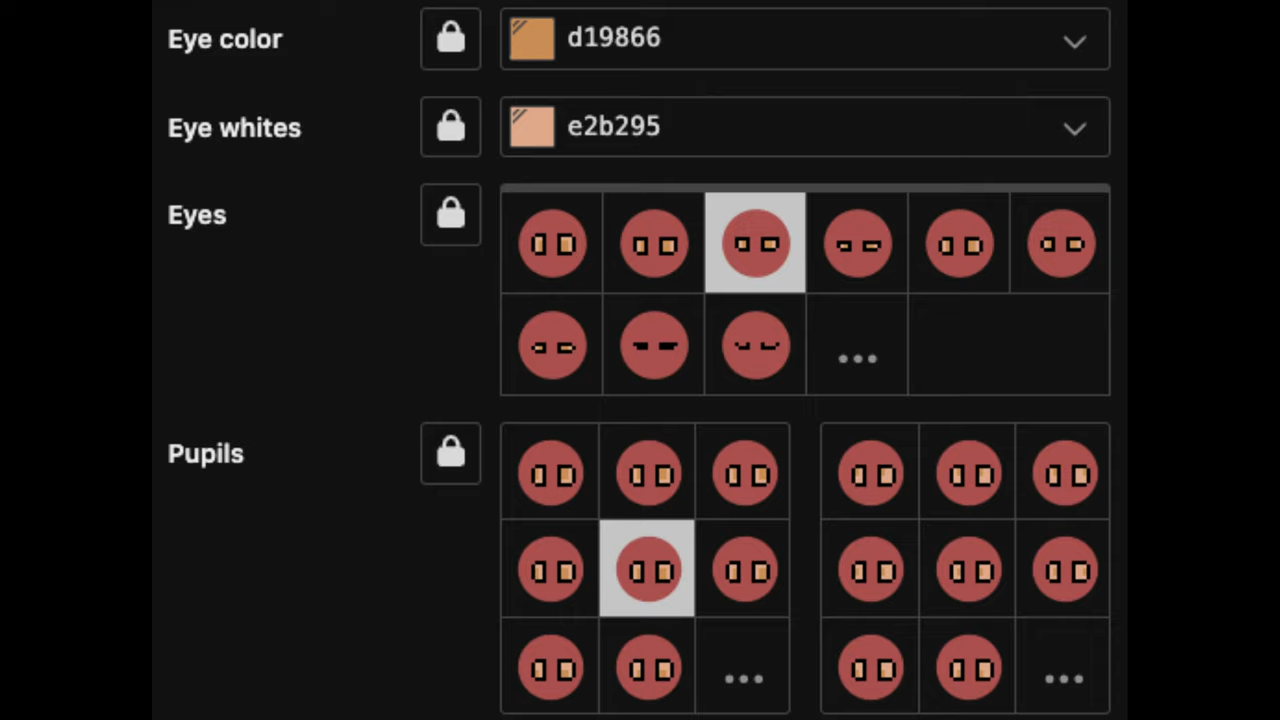 Eye color
d19866
Eye whites
e2b295
Eyes
...
Pupils
...
...